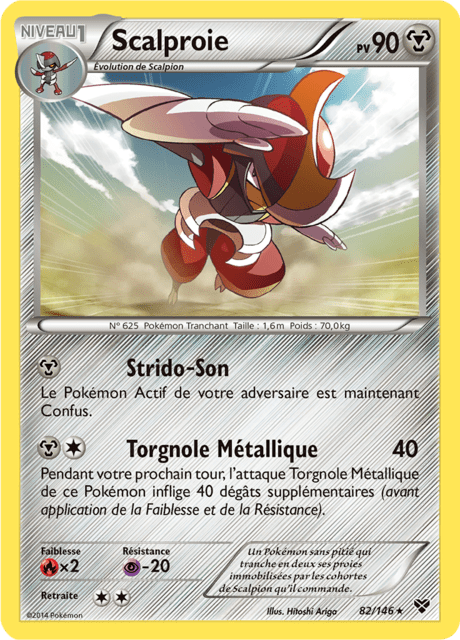 NIVEAU 1
Scalproie
PV 90
Évolution de Scalpion
N° 625 Pokémon Tranchant Taille : 1,6m Poids : 70,0kg
Strido-Son
Le Pokémon Actif de votre adversaire est maintenant
Confus.
Torgnole Métallique 40
Pendant votre prochain tour, l'attaque Torgnole Métallique
de ce Pokémon inflige 40 dégâts supplémentaires (avant
application de la Faiblesse et de la Résistance).
Faiblesse Résistance
×2 -20
Retraite
Un Pokémon sans pitié qui
tranche en deux ses proies
immobilisées par les cohortes
de Scalpion qu'il commande.
©2014 Pokémon Illus. Hitoshi Ariga 82/146 ★ XY